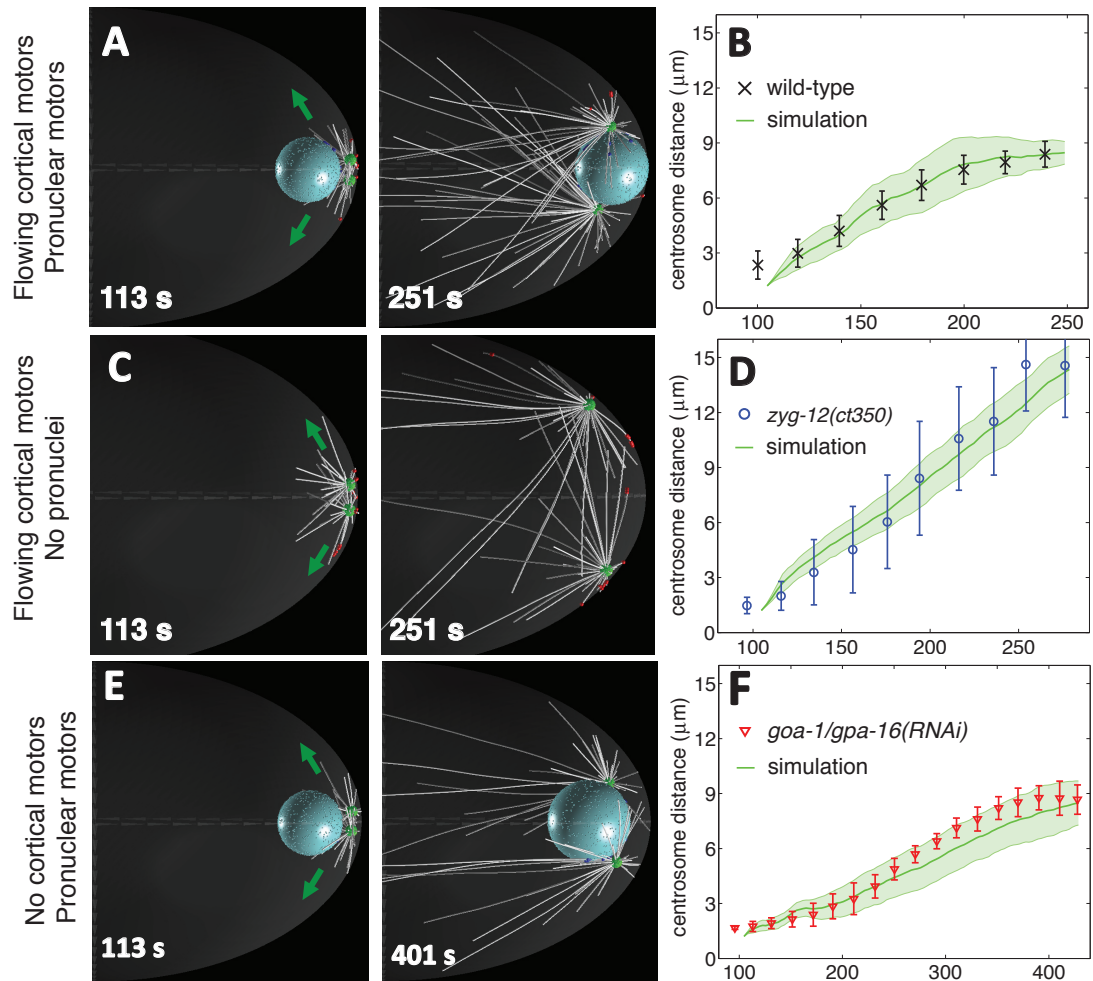 Flowing cortical motors
Pronuclear motors
A
113 s
251 s
B
centrosome distance (μm)
15
12
9
6
3
0
wild-type
simulation
100
150
200
250
Flowing cortical motors
No pronuclei
C
113 s
251 s
D
centrosome distance (μm)
15
12
9
6
3
0
zyg-12(ct350)
simulation
100
150
200
250
No cortical motors
Pronuclear motors
E
113 s
401 s
F
centrosome distance (μm)
15
12
9
6
3
0
goa-1/gpa-16(RNAi)
simulation
100
200
300
400